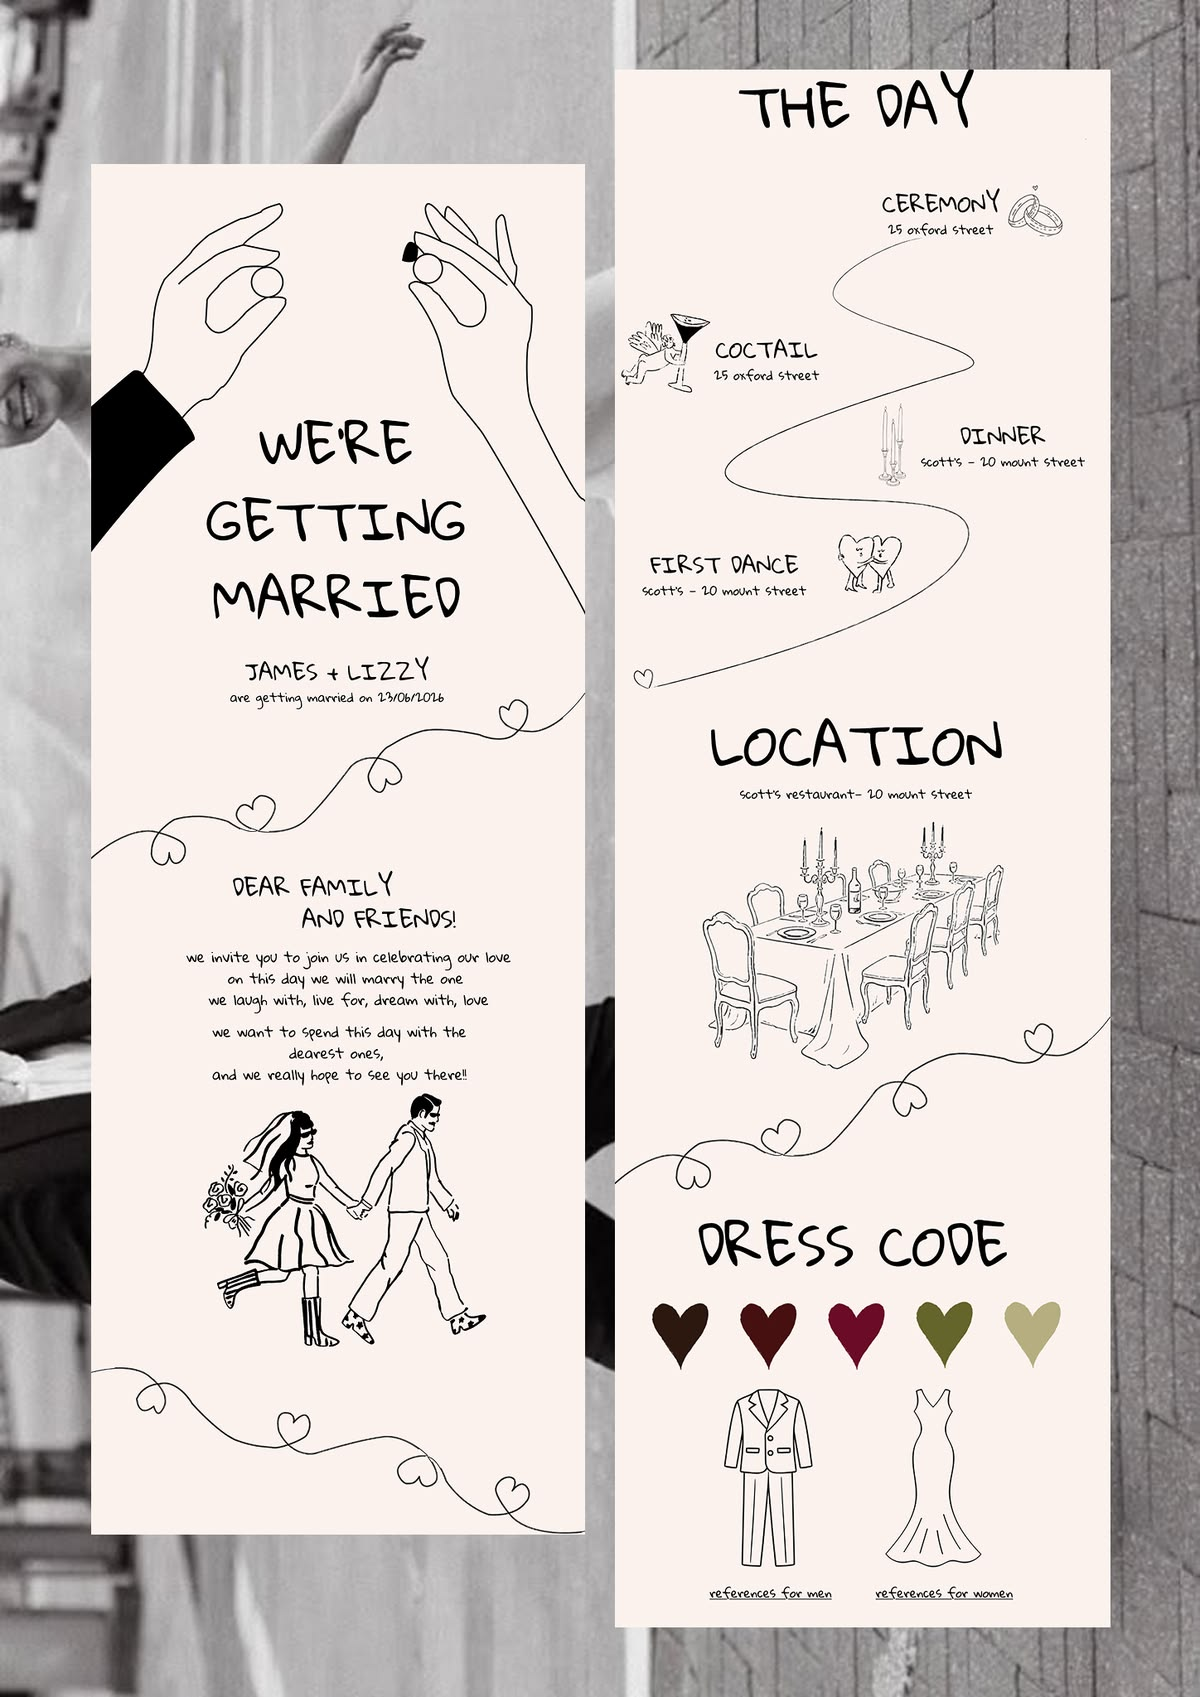 WE'RE
GETTING
MARRIED
JAMES + LIZZY
are getting married on 23/06/2026
DEAR FAMILY
AND FRIENDS!
we invite you to join us in celebrating our love
on this day we will marry the one
we laugh with, live for, dream with, love
we want to spend this day with the
dearest ones,
and we really hope to see you there!!
THE DAY
CEREMONY
25 oxford street
COCTAIL
25 oxford street
DINNER
scott's - 20 mount street
FIRST DANCE
scott's - 20 mount street
LOCATION
scott's restaurant- 20 mount street
DRESS CODE
references for men
references for women